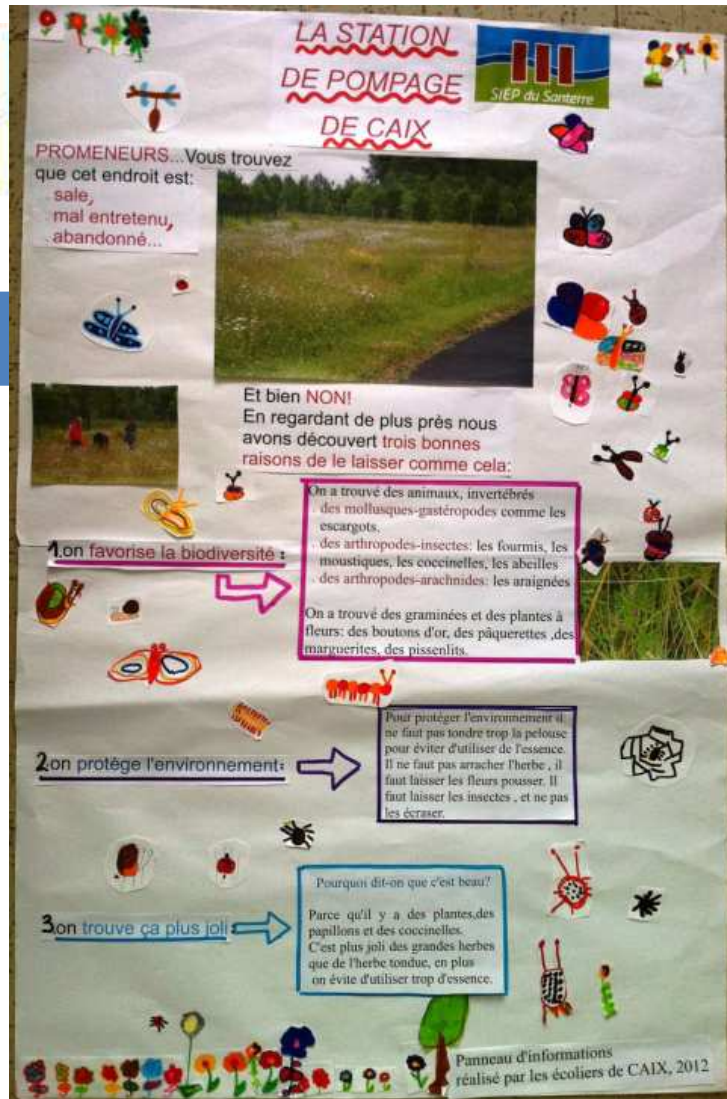 LA STATION
DE POMPAGE
DE CAIX
SIEP du Santerre
PROMENEURS...Vous trouvez
que cet endroit est:
. sale,
. mal entretenu,
. abandonné...
Et bien NON!
En regardant de plus près nous
avons découvert trois bonnes
raisons de le laisser comme cela:
1.on favorise la biodiversité :
On a trouvé des animaux, invertébrés
. des mollusques-gastéropodes comme les
escargots.
. des arthropodes-insectes: les fourmis, les
moustiques, les coccinelles, les abeilles
. des arthropodes-arachnides: les araignées
On a trouvé des graminées et des plantes à
fleurs: des boutons d'or, des pâquerettes ,des
marguerites, des pissenlits.
2.on protège l'environnement:
Pour protéger l'environnement il
ne faut pas tondre trop la pelouse
pour éviter d'utiliser de l'essence.
Il ne faut pas arracher l'herbe , il
faut laisser les fleurs pousser. Il
faut laisser les insectes , et ne pas
les écraser.
3.on trouve ça plus joli:
Pourquoi dit-on que c'est beau?
Parce qu'il y a des plantes,des
papillons et des coccinelles.
C'est plus joli des grandes herbes
que de l'herbe tondue, en plus
on évite d'utiliser trop d'essence.
Panneau d'informations
réalisé par les écoliers de CAIX, 2012